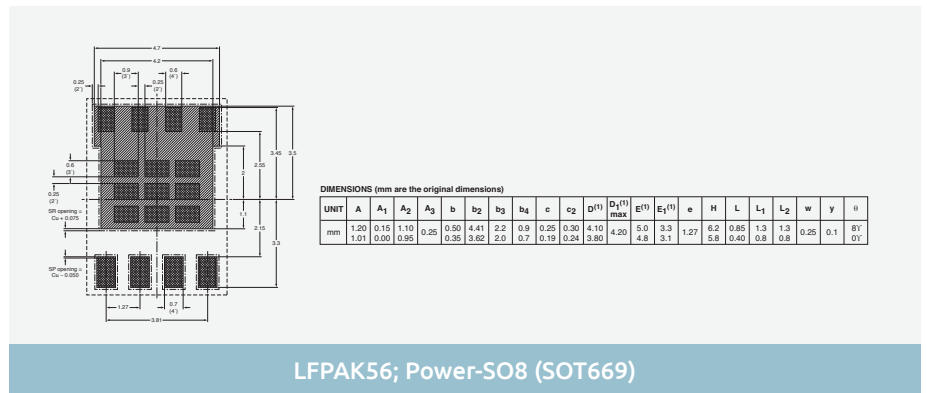 4.7
4.2
0.9
(3×)
0.6
(4×)
0.25
(2×)
0.25
(2×)
3.45
3.5
2.55
2
0.6
(3×)
0.25
(2×)
SR opening =
Cu + 0.075
1.1
2.15
3.3
SP opening =
Cu − 0.050
1.27
0.7
(4×)
3.81
DIMENSIONS (mm are the original dimensions)
UNIT A A1 A2 A3 b b2 b3 b4 c c2 D(1) D1(1) max E(1) E1(1) e H L L1 L2 w y θ
mm 1.20 0.15 1.10 0.25 0.50 4.41 2.2 0.9 0.25 0.30 4.10 4.20 5.0 3.3 1.27 6.2 0.85 1.3 1.3 0.25 0.1 8°
1.01 0.00 0.95 0.35 3.62 2.0 0.7 0.19 0.24 3.80 4.8 3.1 5.8 0.40 0.8 0.8 0°
LFPAK56; Power-SO8 (SOT669)